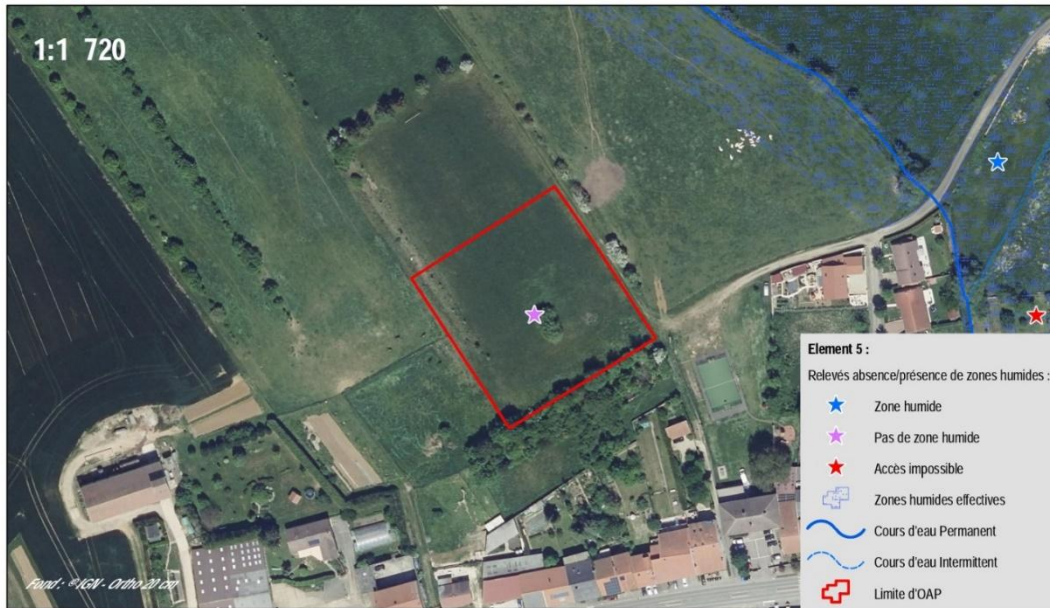 1:1 720
Element 5 :
Relevés absence/présence de zones humides :
Zone humide
Pas de zone humide
Accès impossible
Zones humides effectives
Cours d'eau Permanent
Cours d'eau Intermittent
Limite d'OAP
Fond : ©IGN - Ortho 20 cm